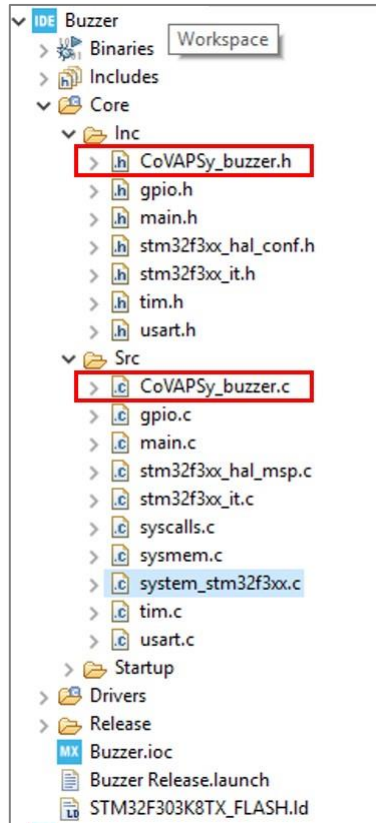 IDE Buzzer
Workspace
Binaries
Includes
Core
Inc
.h CoVAPSy_buzzer.h
.h gpio.h
.h main.h
.h stm32f3xx_hal_conf.h
.h stm32f3xx_it.h
.h tim.h
.h usart.h
Src
.c CoVAPSy_buzzer.c
.c gpio.c
.c main.c
.c stm32f3xx_hal_msp.c
.c stm32f3xx_it.c
.c syscalls.c
.c sysmem.c
.c system_stm32f3xx.c
.c tim.c
.c usart.c
Startup
Drivers
Release
MX Buzzer.ioc
Buzzer Release.launch
LD STM32F303K8TX_FLASH.ld